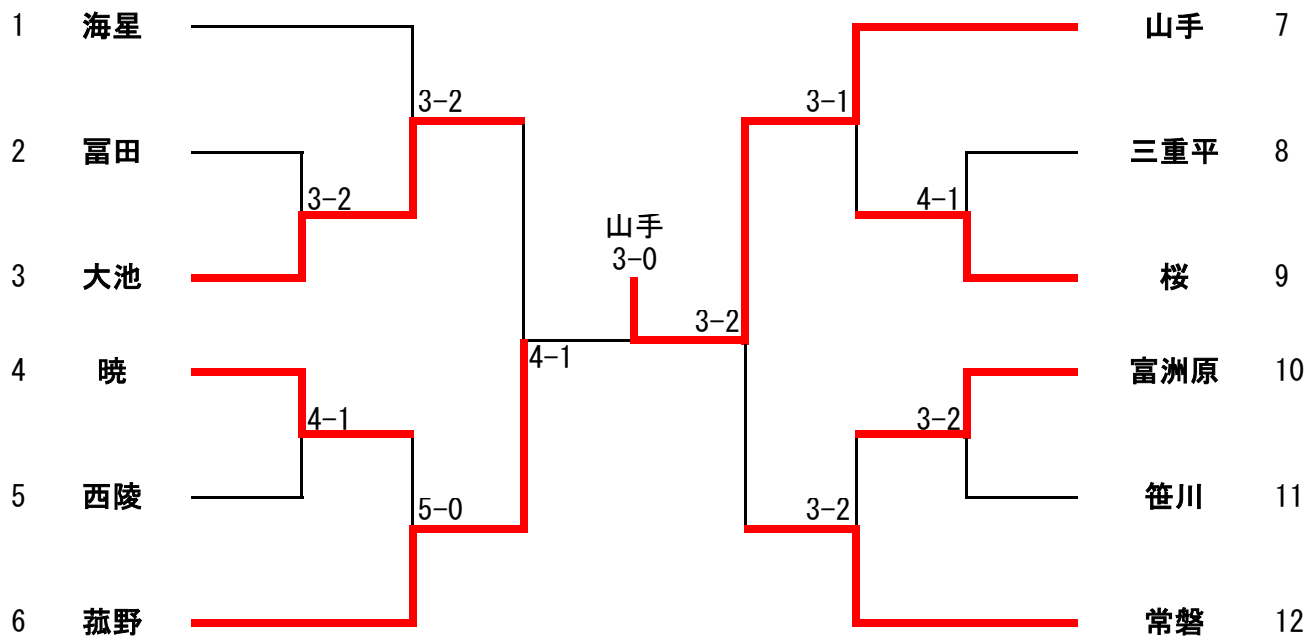 1 海星
山手 7
3-2
3-1
2 冨田
三重平 8
3-2
4-1
山手
3-0
3 大池
桜 9
3-2
4-1
4 暁
富洲原 10
4-1
3-2
5 西陵
笹川 11
5-0
3-2
6 菰野
常磐 12